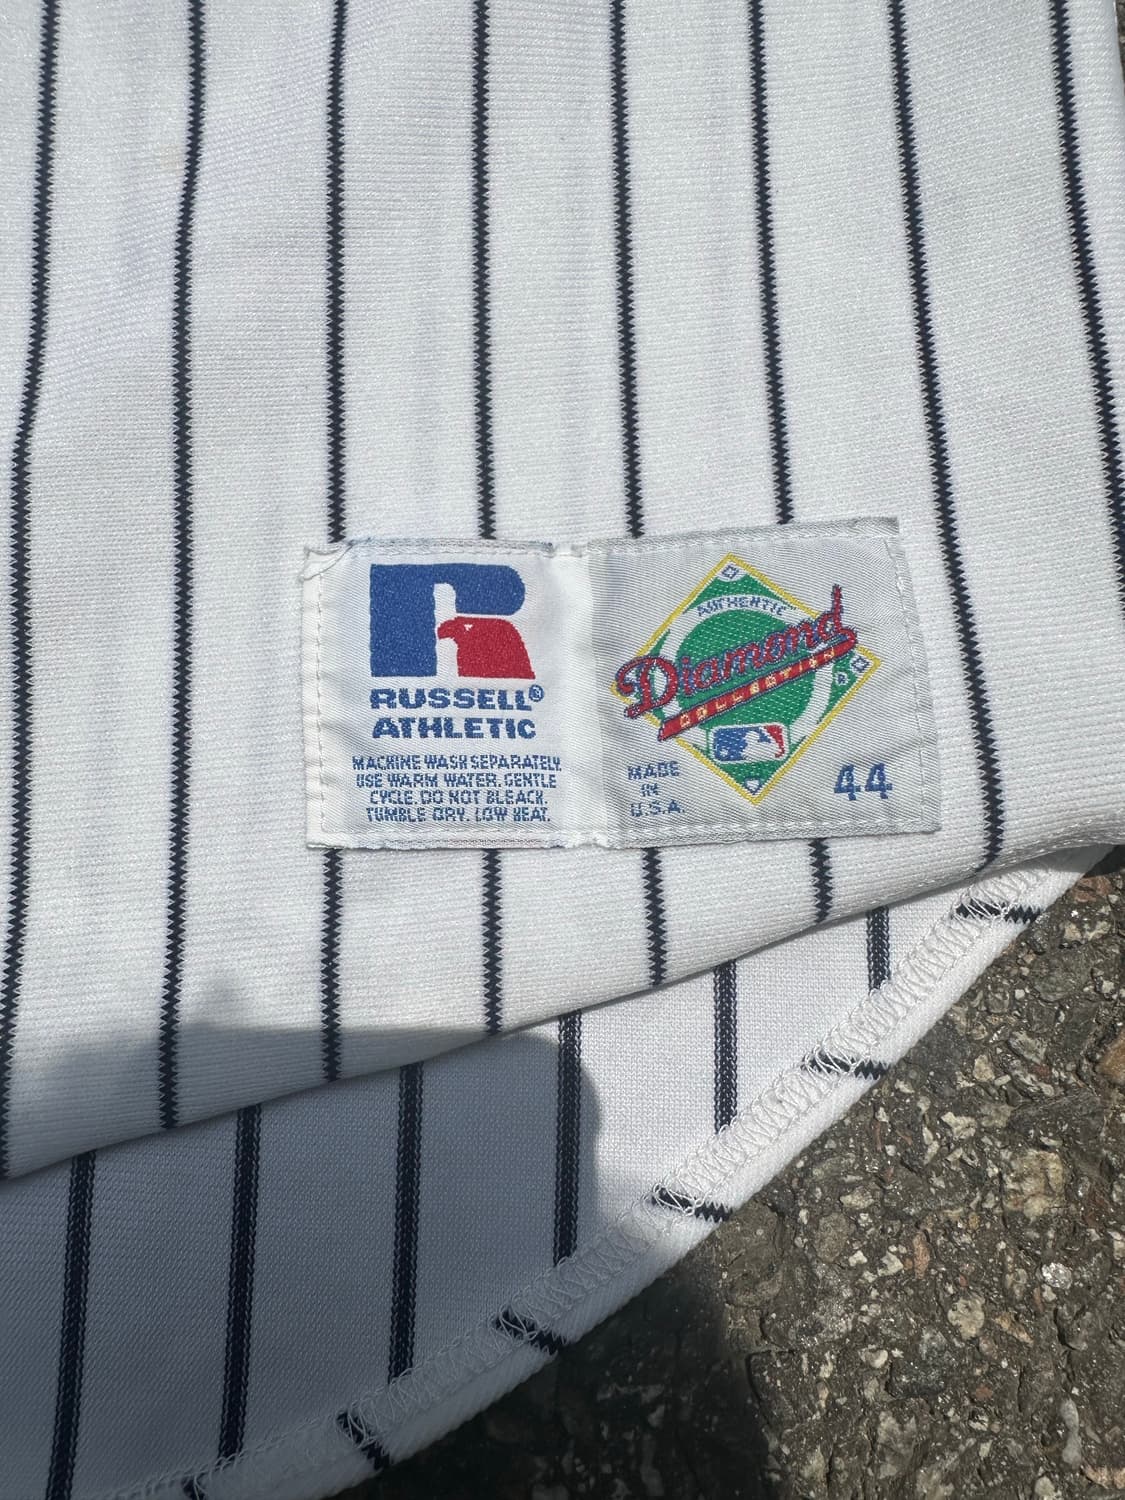 RUSSELL®
ATHLETIC
MACHINE WASH SEPARATELY.
USE WARM WATER. GENTLE
CYCLE. DO NOT BLEACH.
TUMBLE DRY. LOW HEAT.
AUTHENTIC
Diamond
COLLECTION
®
MADE
IN
U.S.A.
44